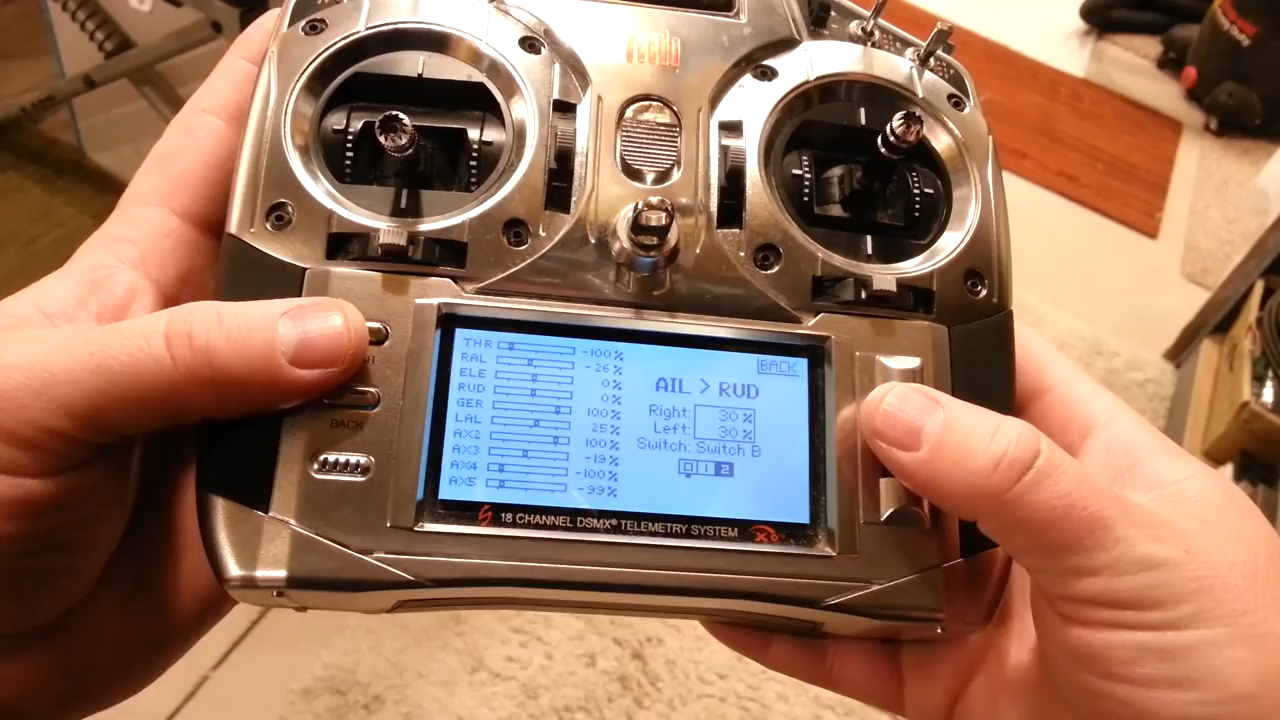 THR -100%
RAL -26%
ELE 0%
RUD 0%
GER 100%
LAL 25%
AX2 100%
AX3 -19%
AX4 -100%
AX5 -99%
BACK
AIL > RUD
Right: 30%
Left: 30%
Switch: Switch B
0 1 2
BACK
18 CHANNEL DSMX® TELEMETRY SYSTEM